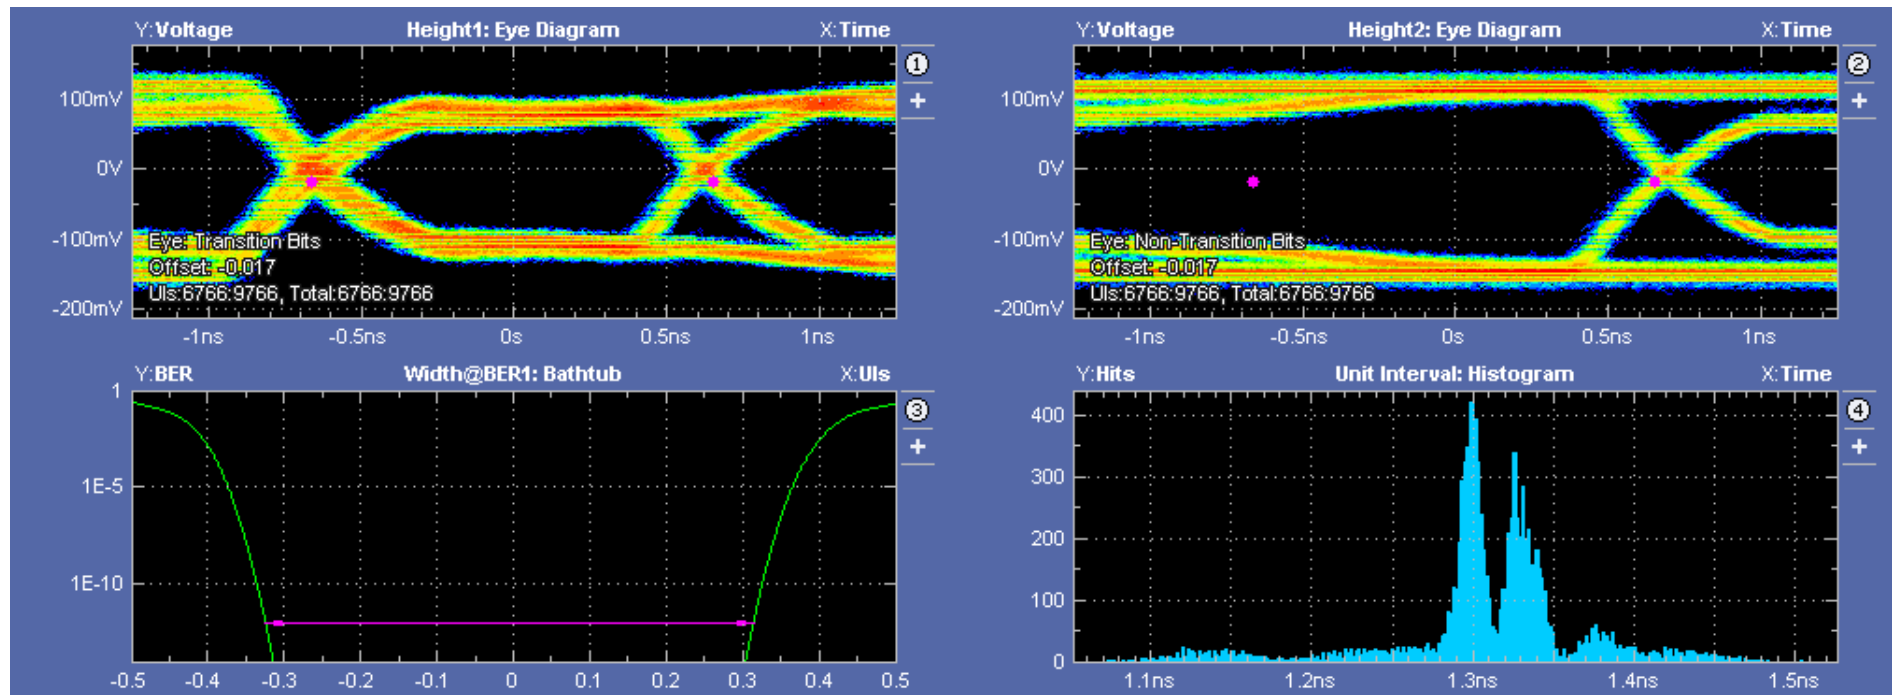 Y:Voltage Height1: Eye Diagram X:Time
1
+
100mV
0V
-100mV
-200mV
Eye: Transition Bits
Offset: -0.017
UIs:6766:9766, Total:6766:9766
-1ns -0.5ns 0s 0.5ns 1ns
Y:Voltage Height2: Eye Diagram X:Time
2
+
100mV
0V
-100mV
-200mV
Eye: Non-Transition Bits
Offset: -0.017
UIs:6766:9766, Total:6766:9766
-1ns -0.5ns 0s 0.5ns 1ns
Y:BER Width@BER1: Bathtub X:UIs
3
+
1
1E-5
1E-10
-0.5 -0.4 -0.3 -0.2 -0.1 0 0.1 0.2 0.3 0.4 0.5
Y:Hits Unit Interval: Histogram X:Time
4
+
400
300
200
100
0
1.1ns 1.2ns 1.3ns 1.4ns 1.5ns